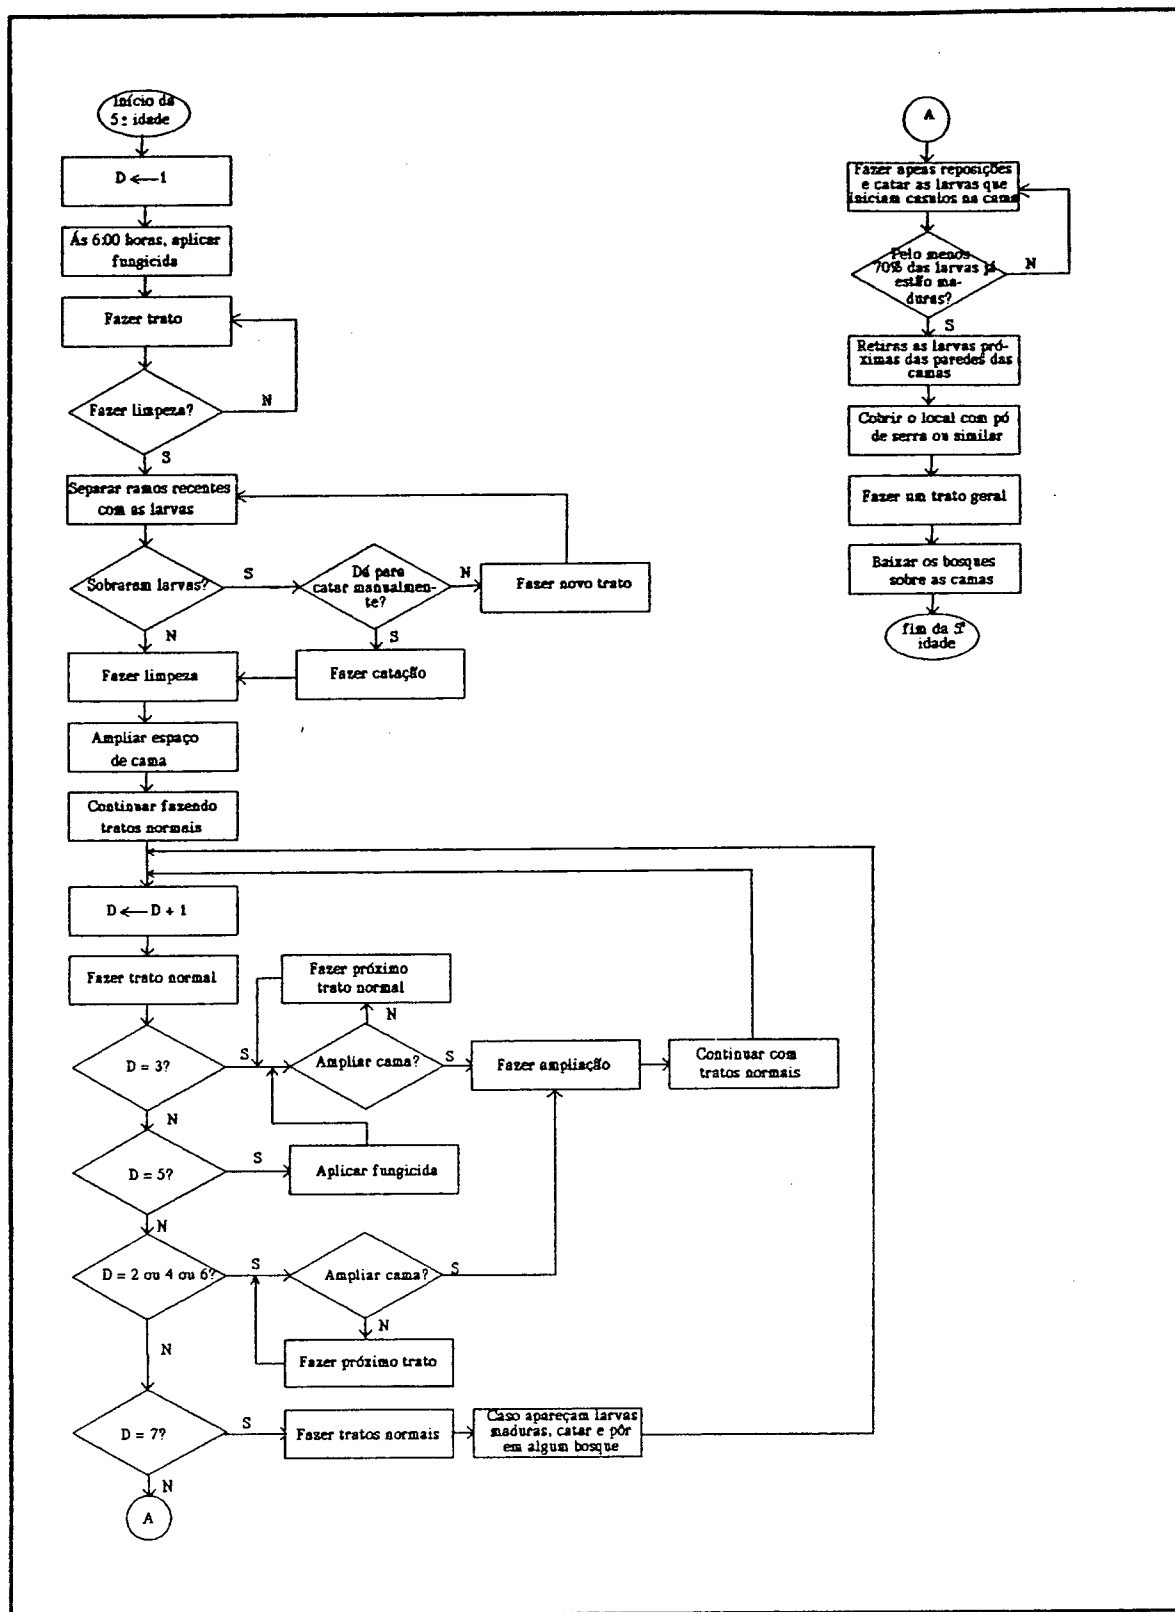 Início da
5ª idade
D ← 1
Ás 6:00 horas, aplicar
fungicida
Fazer trato
Fazer limpeza?
N
S
Separar ramos recentes
com as larvas
Sobraram larvas?
S
N
Dá para
catar manualmen-
te?
N
S
Fazer novo trato
Fazer limpeza
Fazer catação
Ampliar espaço
de cama
Continuar fazendo
tratos normais
D ← D + 1
Fazer trato normal
Fazer próximo
trato normal
N
D = 3?
S
N
Ampliar cama?
S
Fazer ampliação
Continuar com
tratos normais
D = 5?
S
N
Aplicar fungicida
D = 2 ou 4 ou 6?
S
N
Ampliar cama?
S
N
Fazer próximo trato
D = 7?
S
N
Fazer tratos normais
Caso apareçam larvas
maduras, catar e pôr
em algum bosque
A
A
Fazer apeas reposições
e catar as larvas que
iniciam casulos na cama
Pelo menos
70% das larvas já
estão ma-
duras?
N
S
Retiras as larvas pró-
ximas das paredes das
camas
Cobrir o local com pó
de serra ou similar
Fazer um trato geral
Baixar os bosques
sobre as camas
fim da 5ª
idade